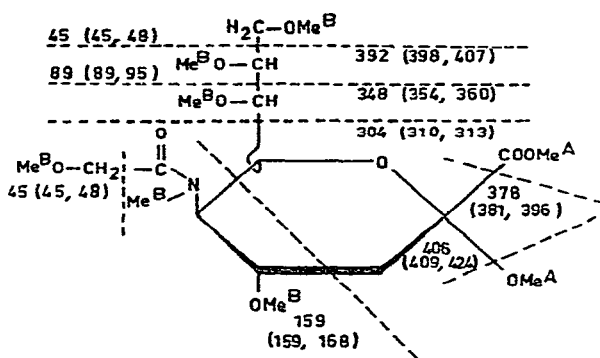 45 (45, 48)
H₂C—OMeᴮ
392 (398, 407)
89 (89, 95)
MeᴮO—CH
348 (354, 360)
MeᴮO—CH
304 (310, 313)
O
O
COOMeᴬ
MeᴮO—CH₂—C
N
378
(381, 396)
45 (45, 48)
Meᴮ
406
(409, 424)
OMeᴬ
OMeᴮ
159
(159, 168)